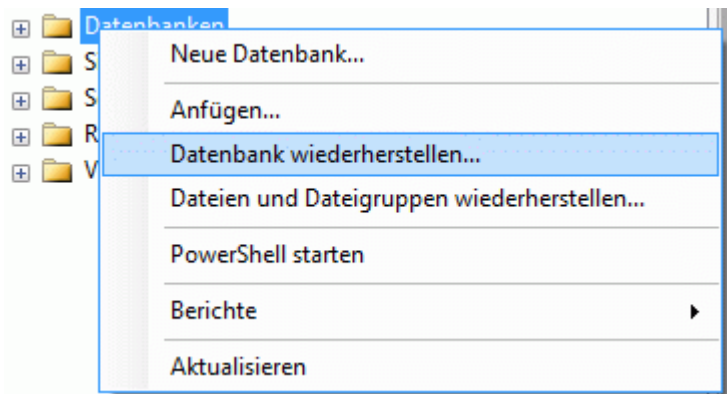 Datenbanken
S
Neue Datenbank...
S
Anfügen...
R
Datenbank wiederherstellen...
V
Dateien und Dateigruppen wiederherstellen...
PowerShell starten
Berichte
Aktualisieren